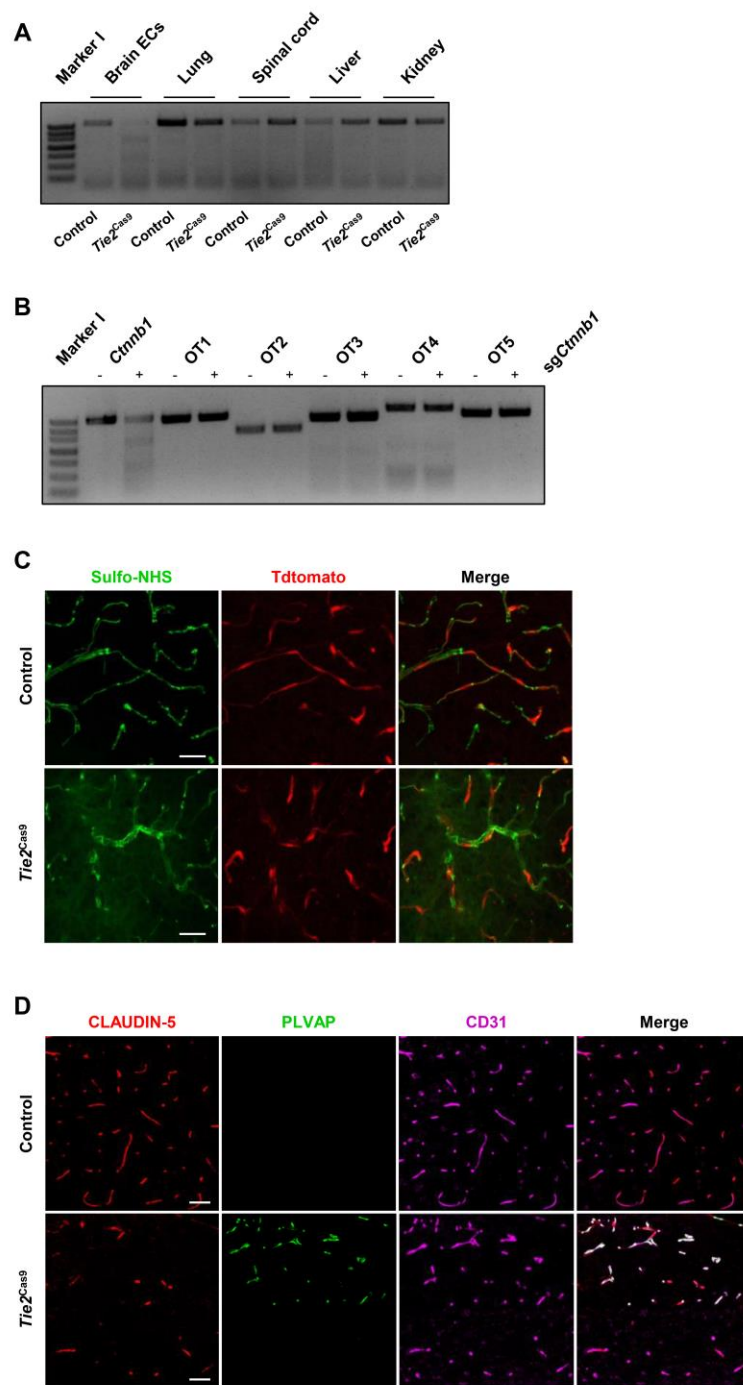 A
Marker I
Brain ECs
Lung
Spinal cord
Liver
Kidney
Control
Tie2Cas9
Control
Tie2Cas9
Control
Tie2Cas9
Control
Tie2Cas9
Control
Tie2Cas9
B
Marker I
Ctnnb1
OT1
OT2
OT3
OT4
OT5
sgCtnnb1
- + - + - + - + - + - +
C
Sulfo-NHS
Tdtomato
Merge
Control
Tie2Cas9
D
CLAUDIN-5
PLVAP
CD31
Merge
Control
Tie2Cas9